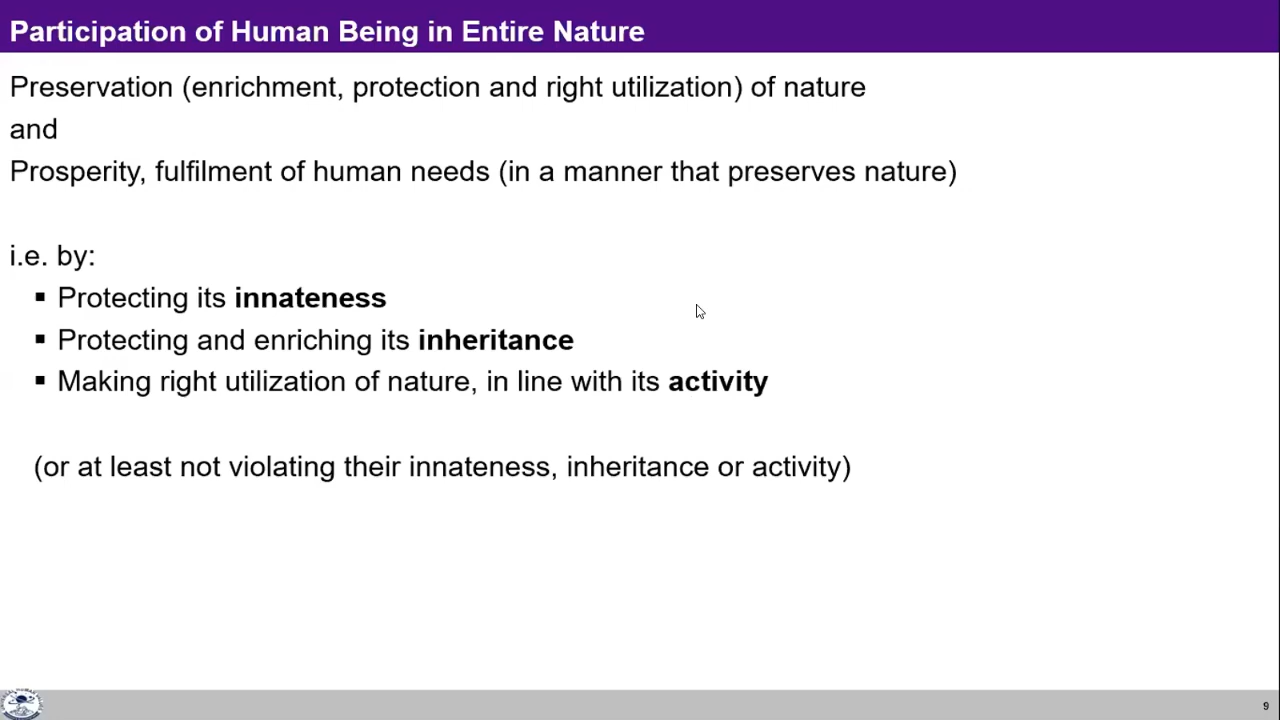 Participation of Human Being in Entire Nature
Preservation (enrichment, protection and right utilization) of nature
and
Prosperity, fulfilment of human needs (in a manner that preserves nature)
i.e. by:
▪ Protecting its innateness
▪ Protecting and enriching its inheritance
▪ Making right utilization of nature, in line with its activity
(or at least not violating their innateness, inheritance or activity)
9